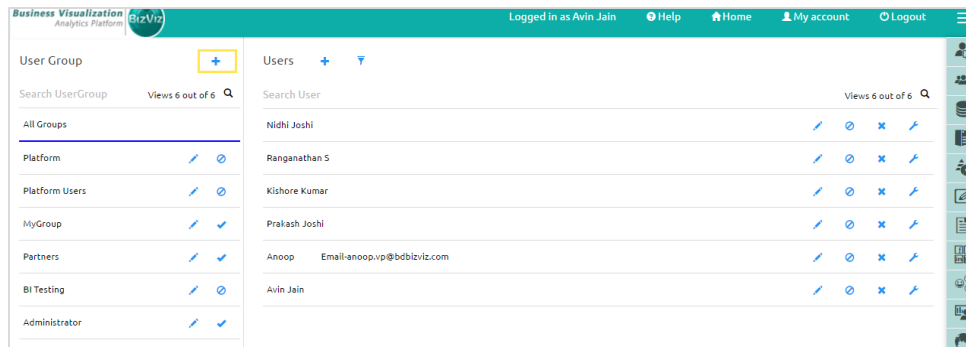 Business Visualization
Analytics Platform
BizViz
Logged in as Avin Jain
Help
Home
My account
Logout
User Group
Users
Search UserGroup
Views 6 out of 6
Search User
Views 6 out of 6
All Groups
Nidhi Joshi
Platform
Ranganathan S
Platform Users
Kishore Kumar
MyGroup
Prakash Joshi
Partners
Anoop Email-anoop.vp@bdbizviz.com
BI Testing
Avin Jain
Administrator